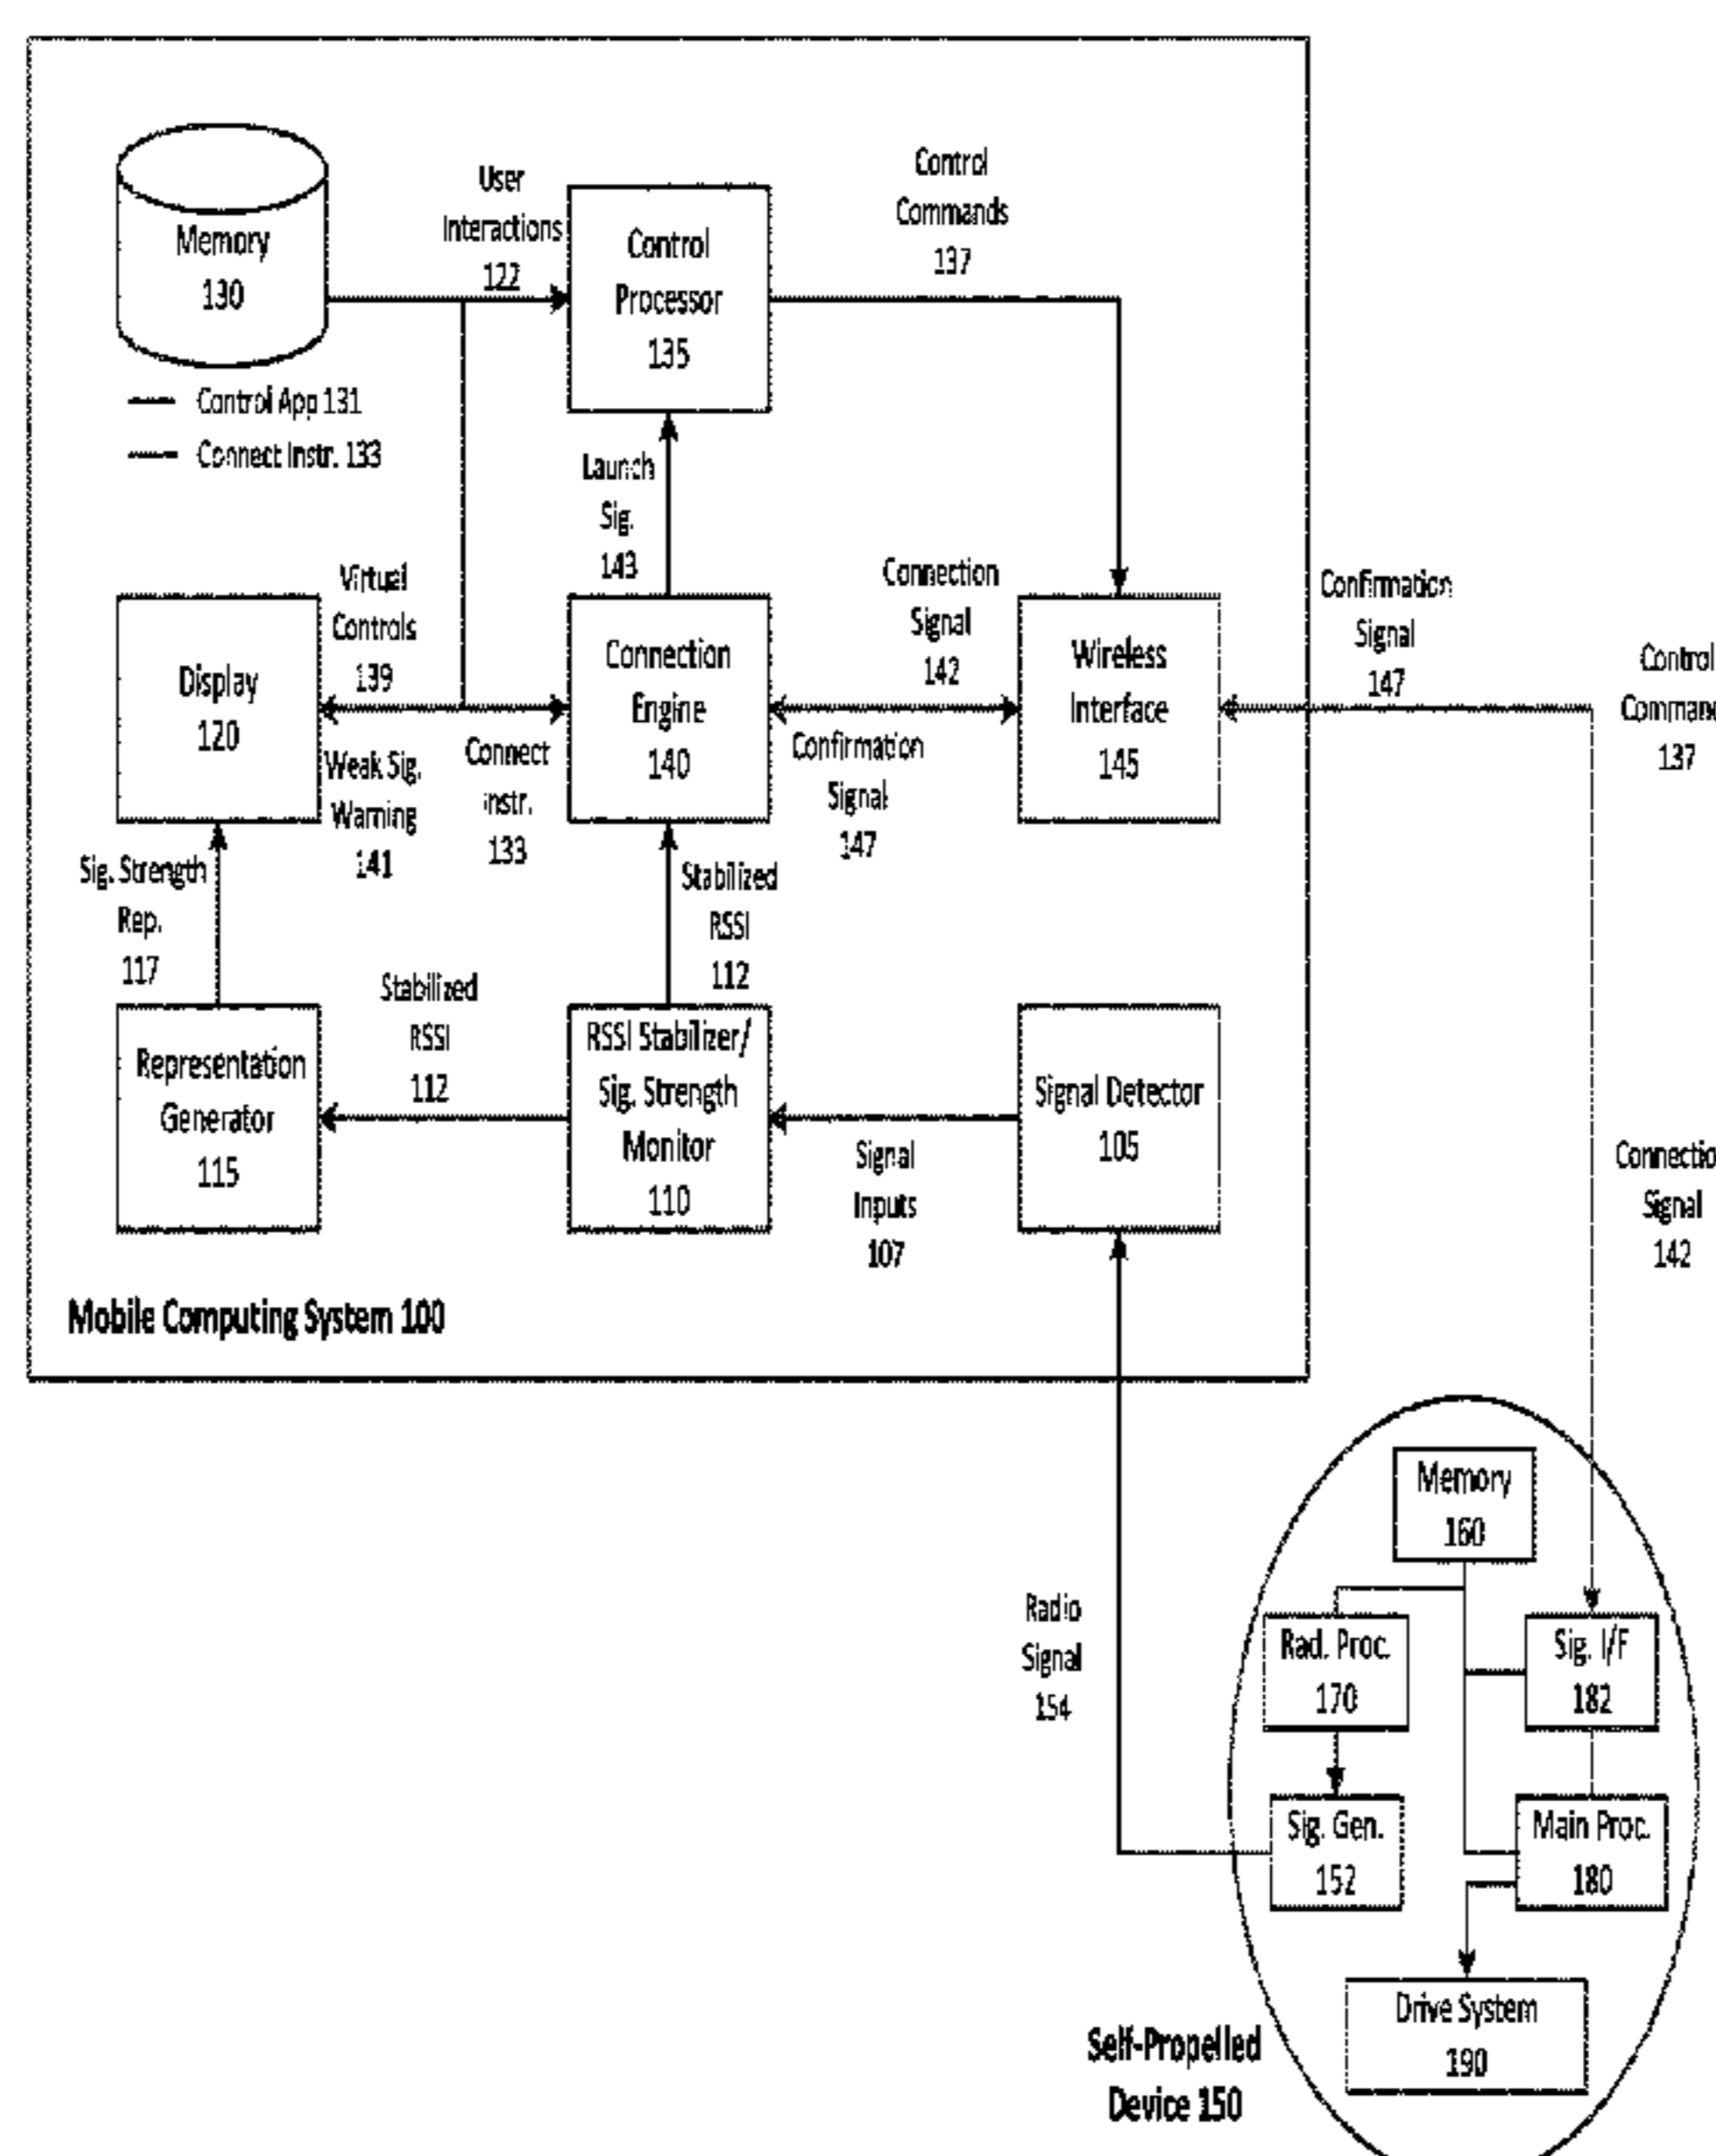 Memory
130
Control App 131
Connect Instr. 133
User
Interactions
122
Control
Processor
135
Control
Commands
137
Launch
Sig.
143
Virtual
Controls
139
Display
120
Weak Sig.
Warning
141
Connect
instr.
133
Connection
Engine
140
Connection
Signal
142
Confirmation
Signal
147
Wireless
Interface
145
Confirmation
Signal
147
Control
Comman
137
Sig. Strength
Rep.
117
Stabilized
RSSI
112
Stabilized
RSSI
112
Representation
Generator
115
RSSI Stabilizer/
Sig. Strength
Monitor
110
Signal
Inputs
107
Signal Detector
105
Connectio
Signal
142
Mobile Computing System 100
Radio
Signal
154
Memory
160
Rad. Proc.
170
Sig. I/F
182
Sig. Gen.
152
Main Proc.
180
Drive System
190
Self-Propelled
Device 150